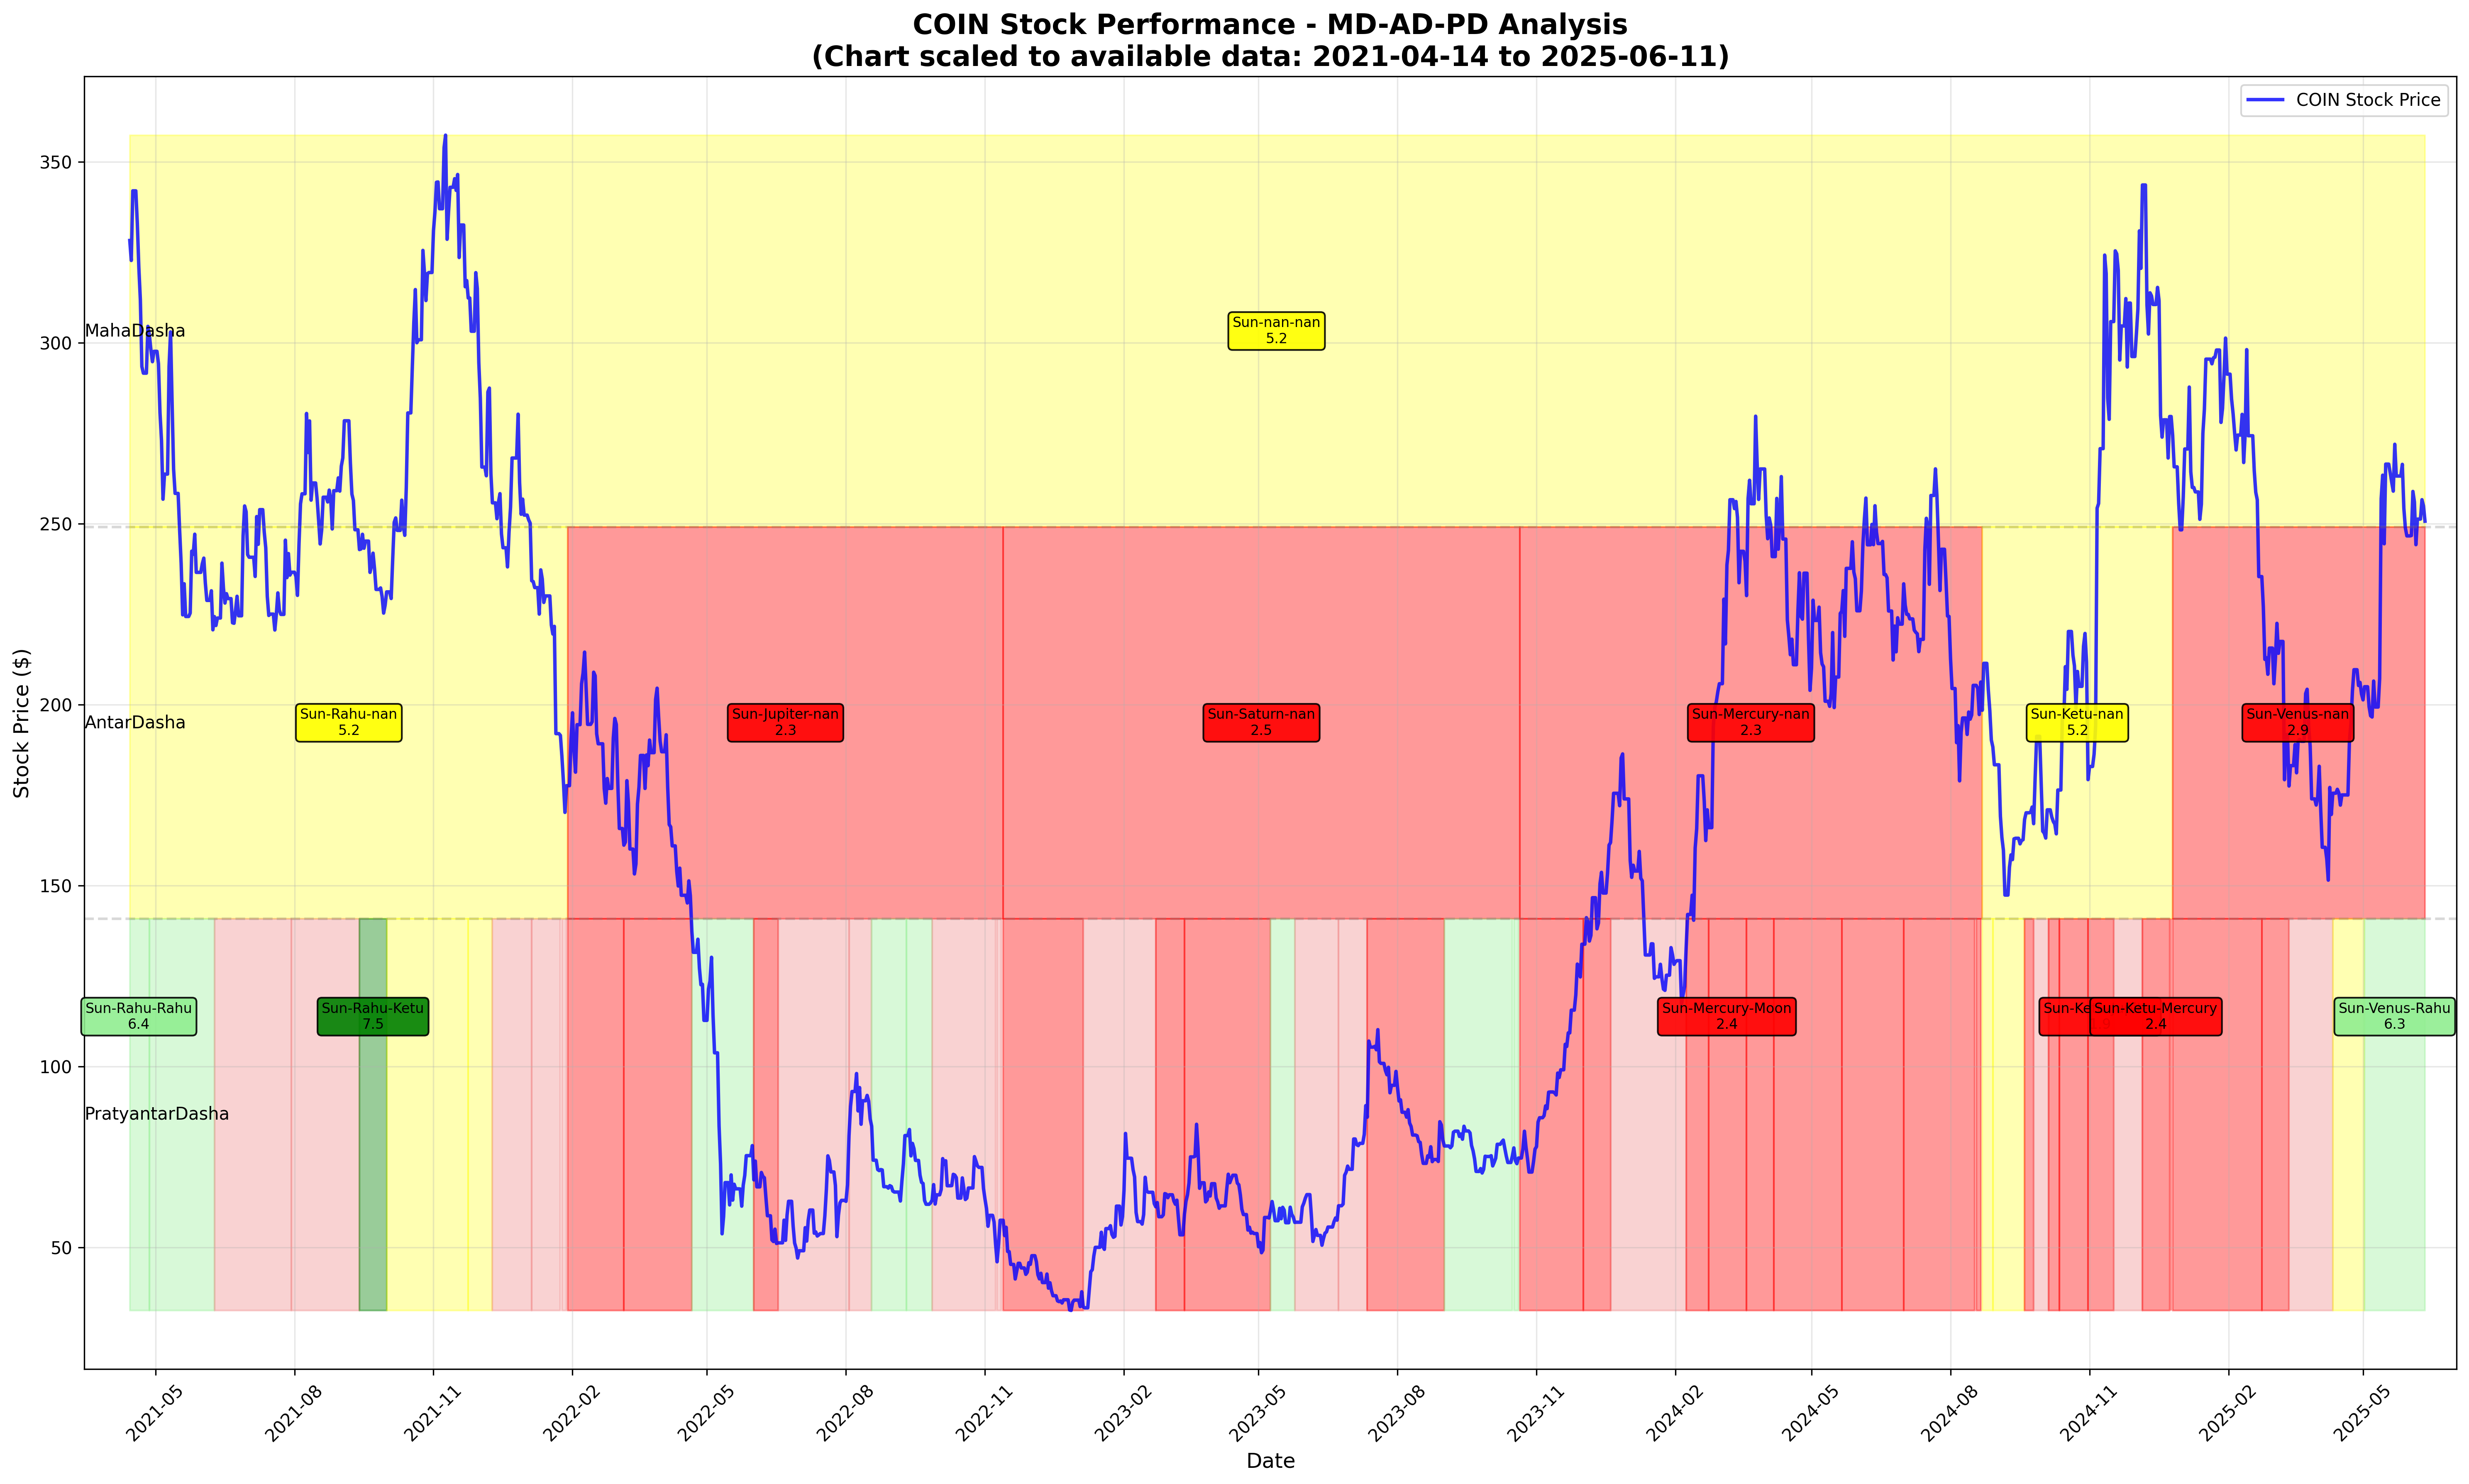 COIN Stock Performance - MD-AD-PD Analysis
(Chart scaled to available data: 2021-04-14 to 2025-06-11)
COIN Stock Price
Stock Price ($)
350
300
250
200
150
100
50
MahaDasha
Sun-nan-nan
5.2
AntarDasha
Sun-Rahu-nan
5.2
Sun-Jupiter-nan
2.3
Sun-Saturn-nan
2.5
Sun-Mercury-nan
2.3
Sun-Ketu-nan
5.2
Sun-Venus-nan
2.9
Sun-Rahu-Rahu
6.4
Sun-Rahu-Ketu
7.5
Sun-Mercury-Moon
2.4
Sun-Ke
Sun-Ketu-Mercury
2.4
Sun-Venus-Rahu
6.3
PratyantarDasha
2021-05
2021-08
2021-11
2022-02
2022-05
2022-08
2022-11
2023-02
2023-05
2023-08
2023-11
2024-02
2024-05
2024-08
2024-11
2025-02
2025-05
Date